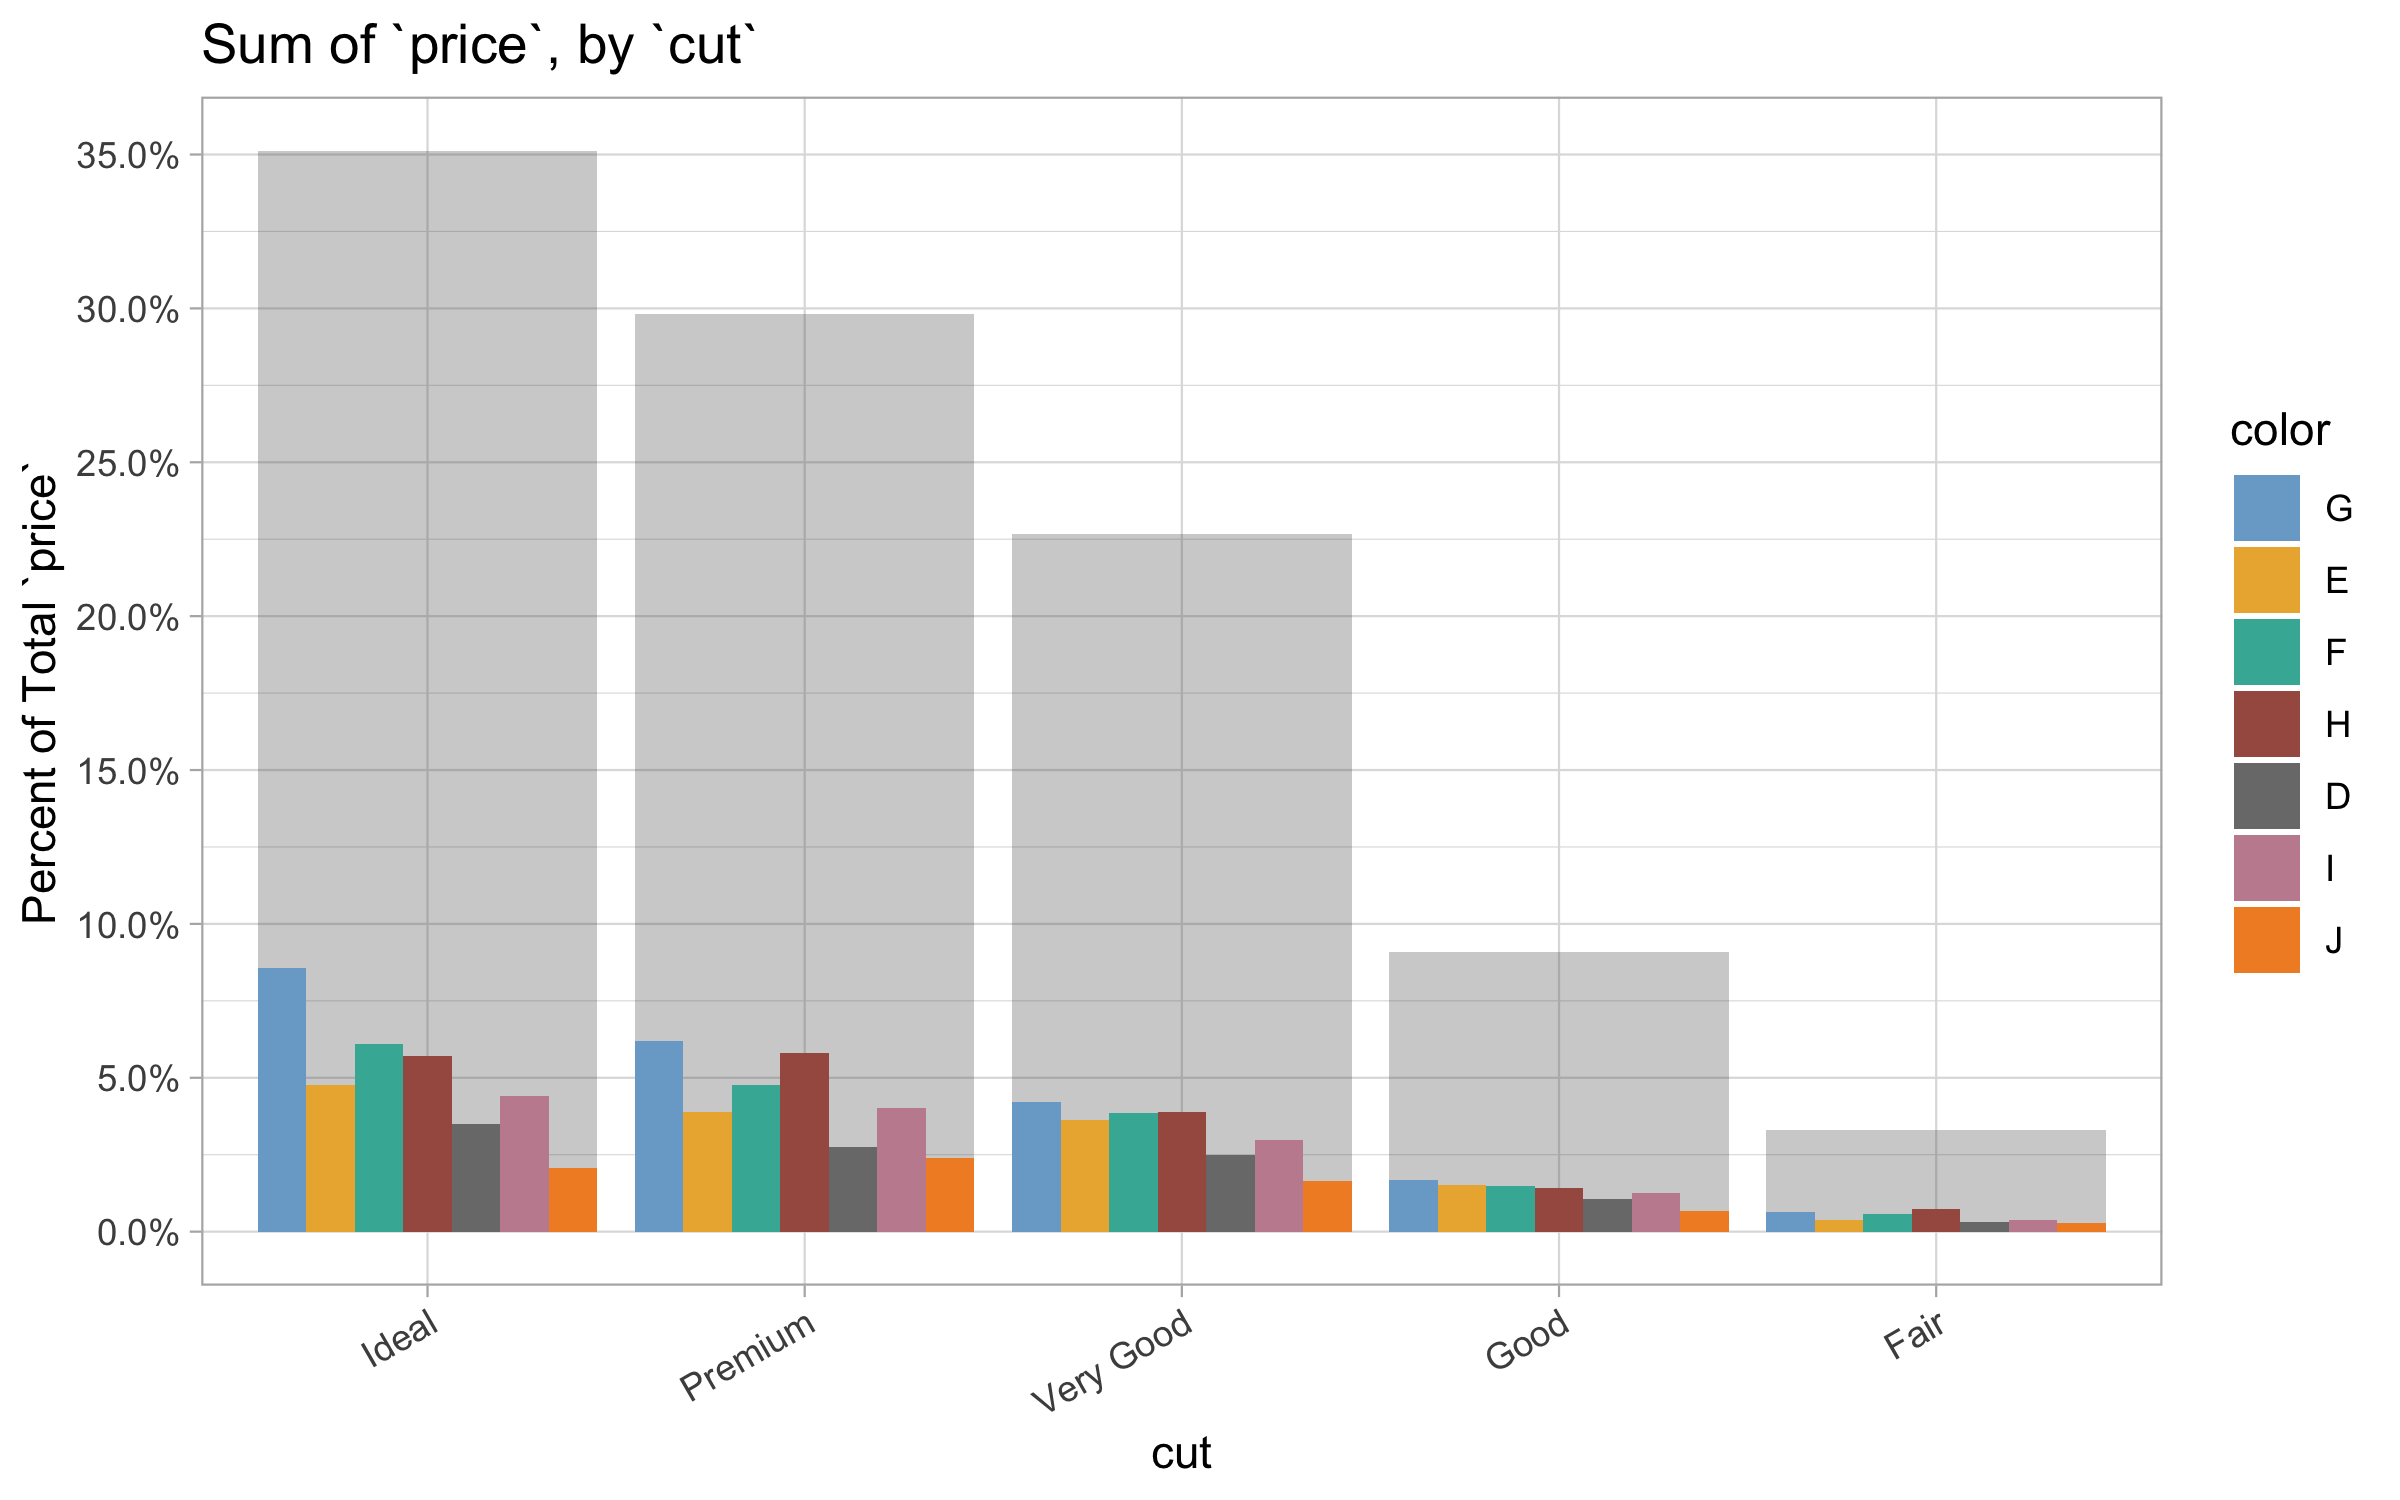 Sum of `price`, by `cut`
Percent of Total `price`
35.0%
30.0%
25.0%
20.0%
15.0%
10.0%
5.0%
0.0%
Ideal
Premium
Very Good
Good
Fair
cut
color
G
E
F
H
D
I
J